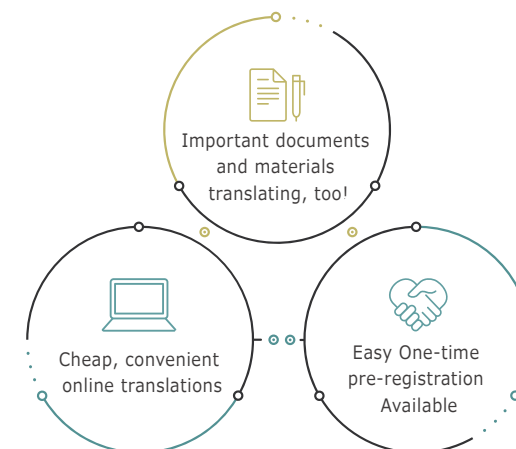 Important documents
and materials
translating, too!
Cheap, convenient
online translations
Easy One-time
pre-registration
Available